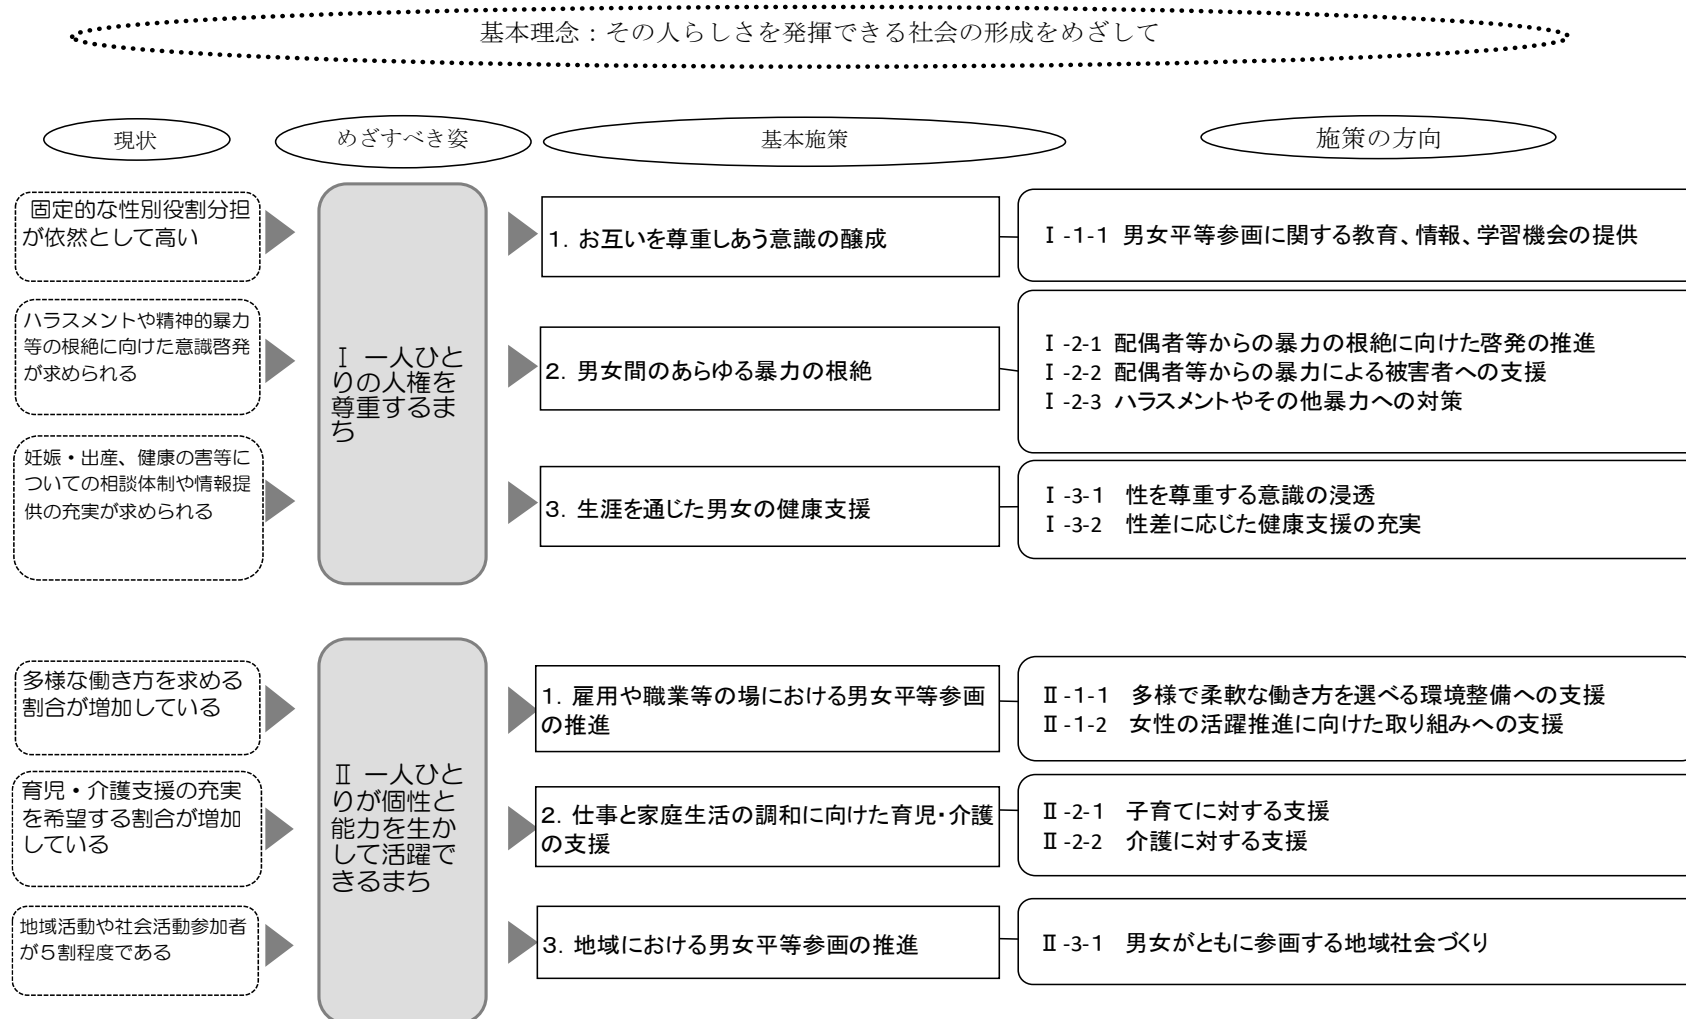 基本理念：その人らしさを発揮できる社会の形成をめざして
現状
めざすべき姿
基本施策
施策の方向
固定的な性別役割分担
が依然として高い
ハラスメントや精神的暴力
等の根絶に向けた意識啓発
が求められる
妊娠・出産、健康の害等に
ついての相談体制や情報提
供の充実が求められる
Ⅰ 一人ひと
りの人権を
尊重するま
ち
1．お互いを尊重しあう意識の醸成
Ⅰ-1-1 男女平等参画に関する教育、情報、学習機会の提供
2．男女間のあらゆる暴力の根絶
Ⅰ-2-1 配偶者等からの暴力の根絶に向けた啓発の推進
Ⅰ-2-2 配偶者等からの暴力による被害者への支援
Ⅰ-2-3 ハラスメントやその他暴力への対策
3．生涯を通じた男女の健康支援
Ⅰ-3-1 性を尊重する意識の浸透
Ⅰ-3-2 性差に応じた健康支援の充実
多様な働き方を求める
割合が増加している
育児・介護支援の充実
を希望する割合が増加
している
地域活動や社会活動参加者
が５割程度である
Ⅱ 一人ひと
りが個性と
能力を生か
して活躍で
きるまち
1．雇用や職業等の場における男女平等参画
の推進
Ⅱ-1-1 多様で柔軟な働き方を選べる環境整備への支援
Ⅱ-1-2 女性の活躍推進に向けた取り組みへの支援
2．仕事と家庭生活の調和に向けた育児・介護
の支援
Ⅱ-2-1 子育てに対する支援
Ⅱ-2-2 介護に対する支援
3．地域における男女平等参画の推進
Ⅱ-3-1 男女がともに参画する地域社会づくり